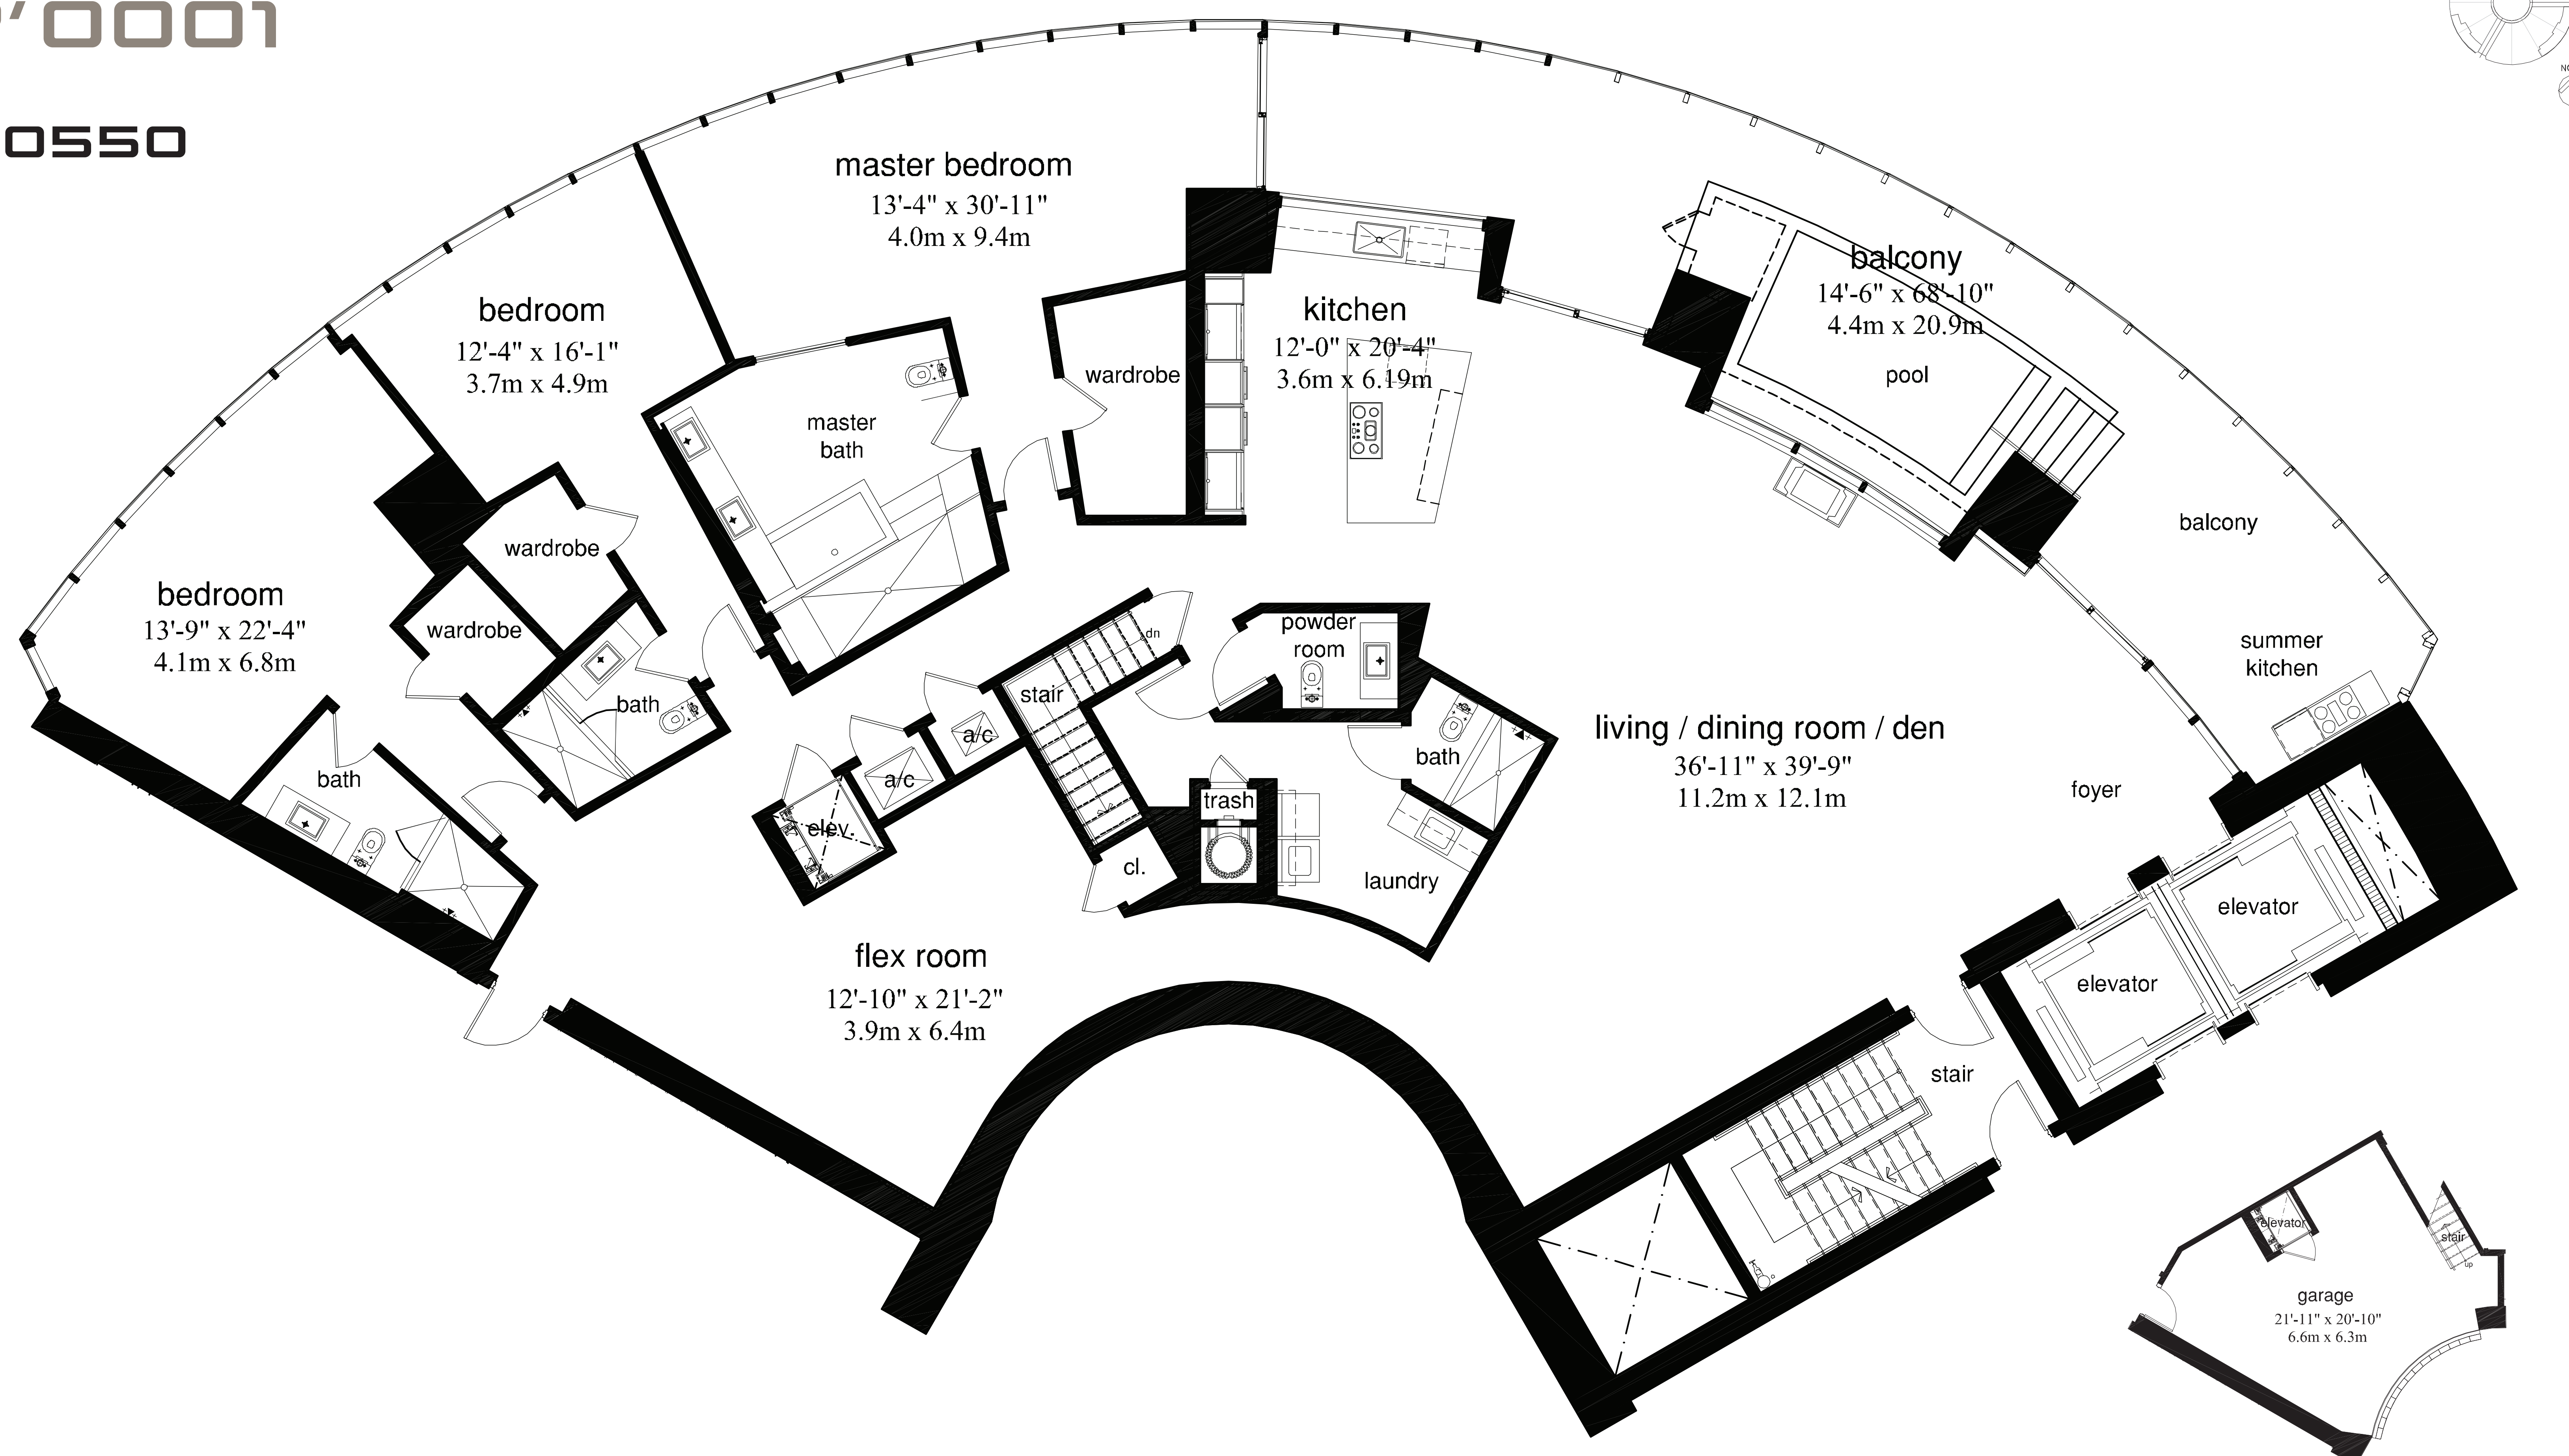 0001
0550
master bedroom
13'-4" x 30'-11"
4.0m x 9.4m
bedroom
12'-4" x 16'-1"
3.7m x 4.9m
bedroom
13'-9" x 22'-4"
4.1m x 6.8m
wardrobe
wardrobe
wardrobe
master
bath
bath
bath
kitchen
12'-0" x 20'-4"
3.6m x 6.19m
balcony
14'-6" x 68'-10"
4.4m x 20.9m
pool
balcony
summer
kitchen
powder
room
dn
stair
a/c
a/c
elev.
bath
trash
cl.
laundry
living / dining room / den
36'-11" x 39'-9"
11.2m x 12.1m
foyer
elevator
elevator
stair
flex room
12'-10" x 21'-2"
3.9m x 6.4m
elevator
stair
up
garage
21'-11" x 20'-10"
6.6m x 6.3m